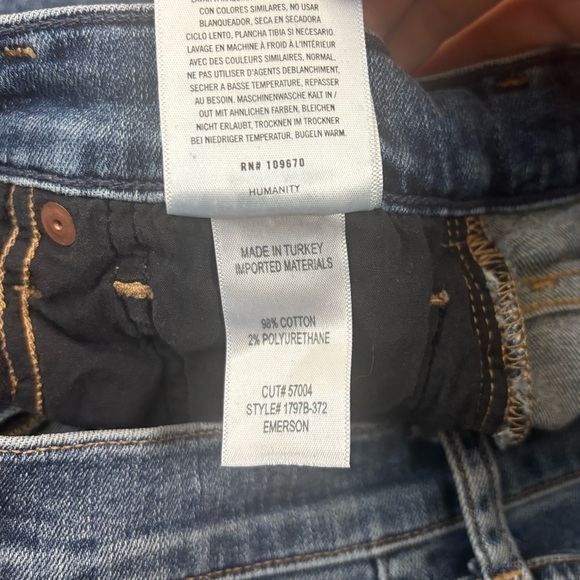 CON COLORES SIMILARES, NO USAR
BLANQUEADOR, SECA EN SECADORA
CICLO LENTO, PLANCHA TIBIA SI NECESARIO.
LAVAGE EN MACHINE À FROID À L'INTÉRIEUR
AVEC DES COULEURS SIMILAIRES, NORMAL,
NE PAS UTILISER D'AGENTS DEBLANCHIMENT,
SECHER A BASSE TEMPERATURE, REPASSER
AU BESOIN. MASCHINENWASCHE KALT IN /
OUT MIT AHNLICHEN FARBEN, BLEICHEN
NICHT ERLAUBT, TROCKNEN IM TROCKNER
BEI NIEDRIGER TEMPERATUR, BUGELN WARM.
RN# 109670
HUMANITY
MADE IN TURKEY
IMPORTED MATERIALS
98% COTTON
2% POLYURETHANE
CUT# 57004
STYLE# 1797B-372
EMERSON